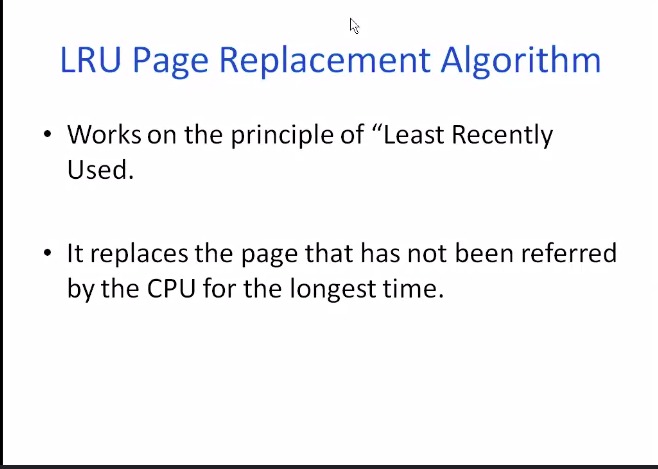 LRU Page Replacement Algorithm
• Works on the principle of “Least Recently
Used.
• It replaces the page that has not been referred
by the CPU for the longest time.